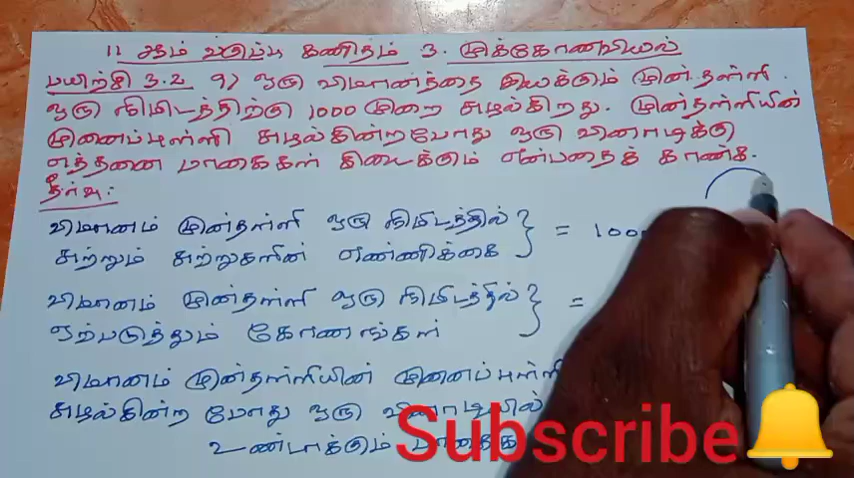 11 ஆம் வகுப்பு கணிதம் 3. முக்கோணவியல்
பயிற்சி 3.2 9) ஒரு விமானத்தை இயக்கும் முன் தள்ளி
ஒரு நிமிடத்திற்கு 1000 முறை சுழல்கிறது. முன்தள்ளியின்
முனைப்புள்ளி சுழல்கின்றபோது ஒரு வினாடிக்கு
எத்தனை பாகைகள் கிடைக்கும் என்பதைக் காண்க.
தீர்வு:
விமானம் முன்தள்ளி ஒரு நிமிடத்தில் } = 100
சுற்றும் சுற்றுகளின் எண்ணிக்கை
விமானம் முன்தள்ளி ஒரு நிமிடத்தில் } =
ஏற்படுத்தும் கோணங்கள்
விமானம் முன்தள்ளியின் முனைப்புள்ளி
சுழல்கின்ற போது ஒரு வினாடியில்
உண்டாக்கும்
Subscribe